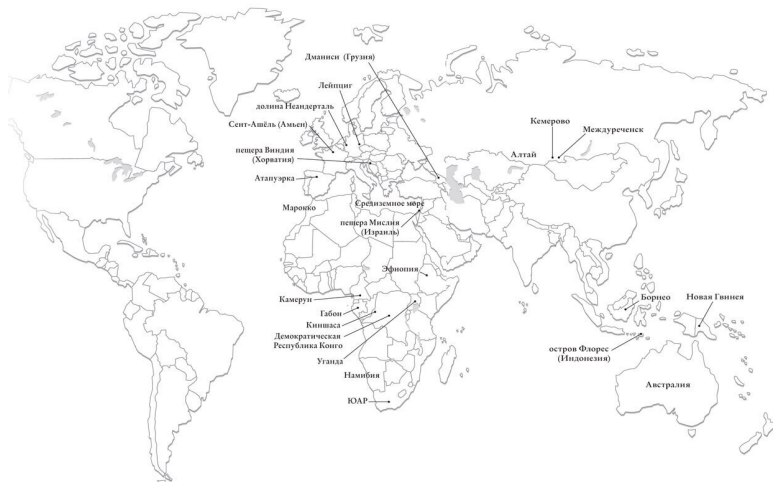 Дманиси (Грузия)
Лейпциг
долина Неандерталь
Сент-Ашёль (Амьен)
пещера Виндия
(Хорватия)
Атапуэрка
Кемерово
Междуреченск
Алтай
Марокко
Средиземное море
пещера Мислия
(Израиль)
Эфиопия
Камерун
Габон
Киншаса
Демократическая
Республика Конго
Уганда
Намибия
ЮАР
Борнео
Новая Гвинея
остров Флорес
(Индонезия)
Австралия